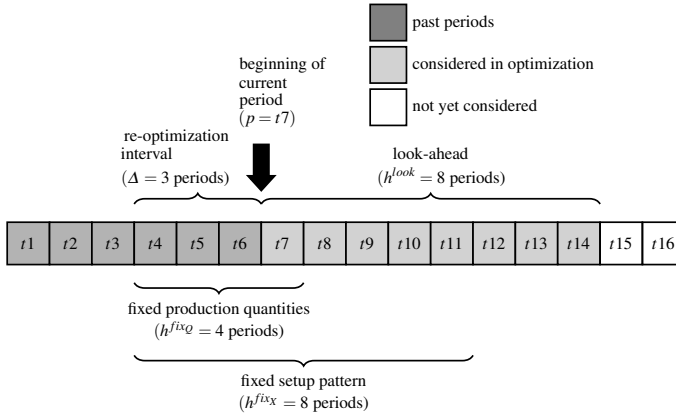 past periods
considered in optimization
not yet considered
beginning of
current
period
(p = t7)
re-optimization
interval
(Δ = 3 periods)
look-ahead
(h^look = 8 periods)
t1 t2 t3 t4 t5 t6 t7 t8 t9 t10 t11 t12 t13 t14 t15 t16
fixed production quantities
(h^fix_Q = 4 periods)
fixed setup pattern
(h^fix_X = 8 periods)